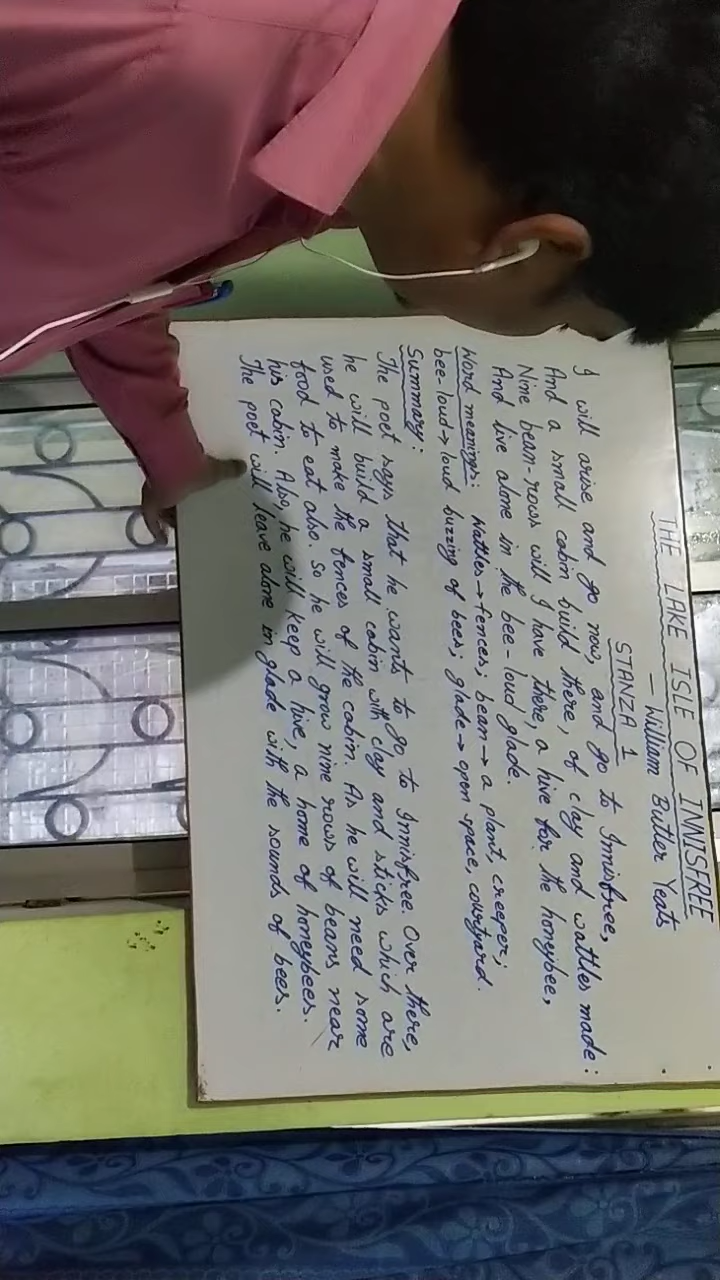 THE LAKE ISLE OF INNISFREE
— William Butler Yeats
STANZA 1
I will arise and go now, and go to Innisfree,
And a small cabin build there, of clay and wattles made:
Nine bean-rows will I have there, a hive for the honeybee,
And live alone in the bee-loud glade.
Word meanings: Wattles→fences; bean→ a plant, creeper;
bee-loud→loud buzzing of bees; glade→ open space, courtyard.
Summary:
The poet says that he wants to go to Innisfree. Over there,
he will build a small cabin with clay and sticks which are
used to make the fences of the cabin. As he will need some
food to eat also. So he will grow nine rows of beans near
his cabin. Also, he will keep a hive, a home of honeybees.
The poet will leave alone in glade with the sounds of bees.